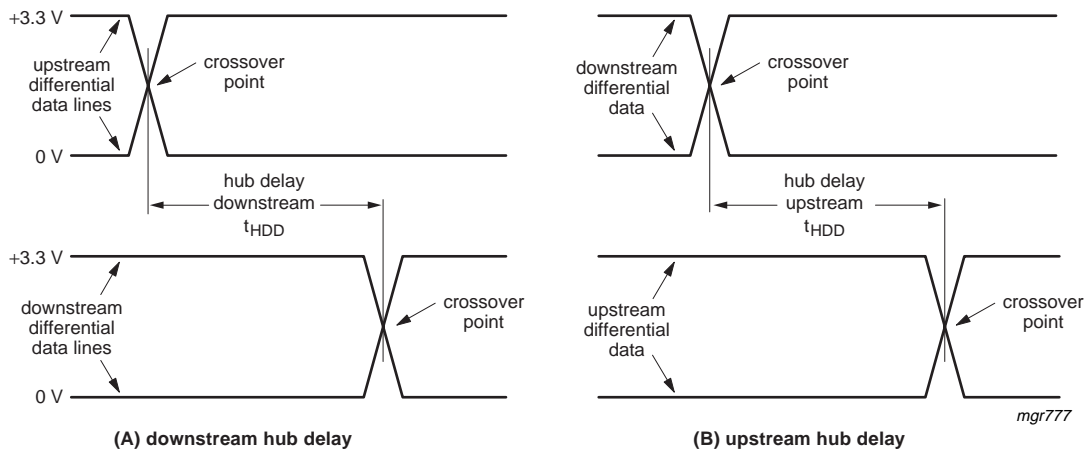 +3.3 V
upstream
differential
data lines
crossover
point
0 V
hub delay
downstream
tHDD
+3.3 V
downstream
differential
data lines
crossover
point
0 V
(A) downstream hub delay
downstream
differential
data
crossover
point
hub delay
upstream
tHDD
upstream
differential
data
crossover
point
mgr777
(B) upstream hub delay